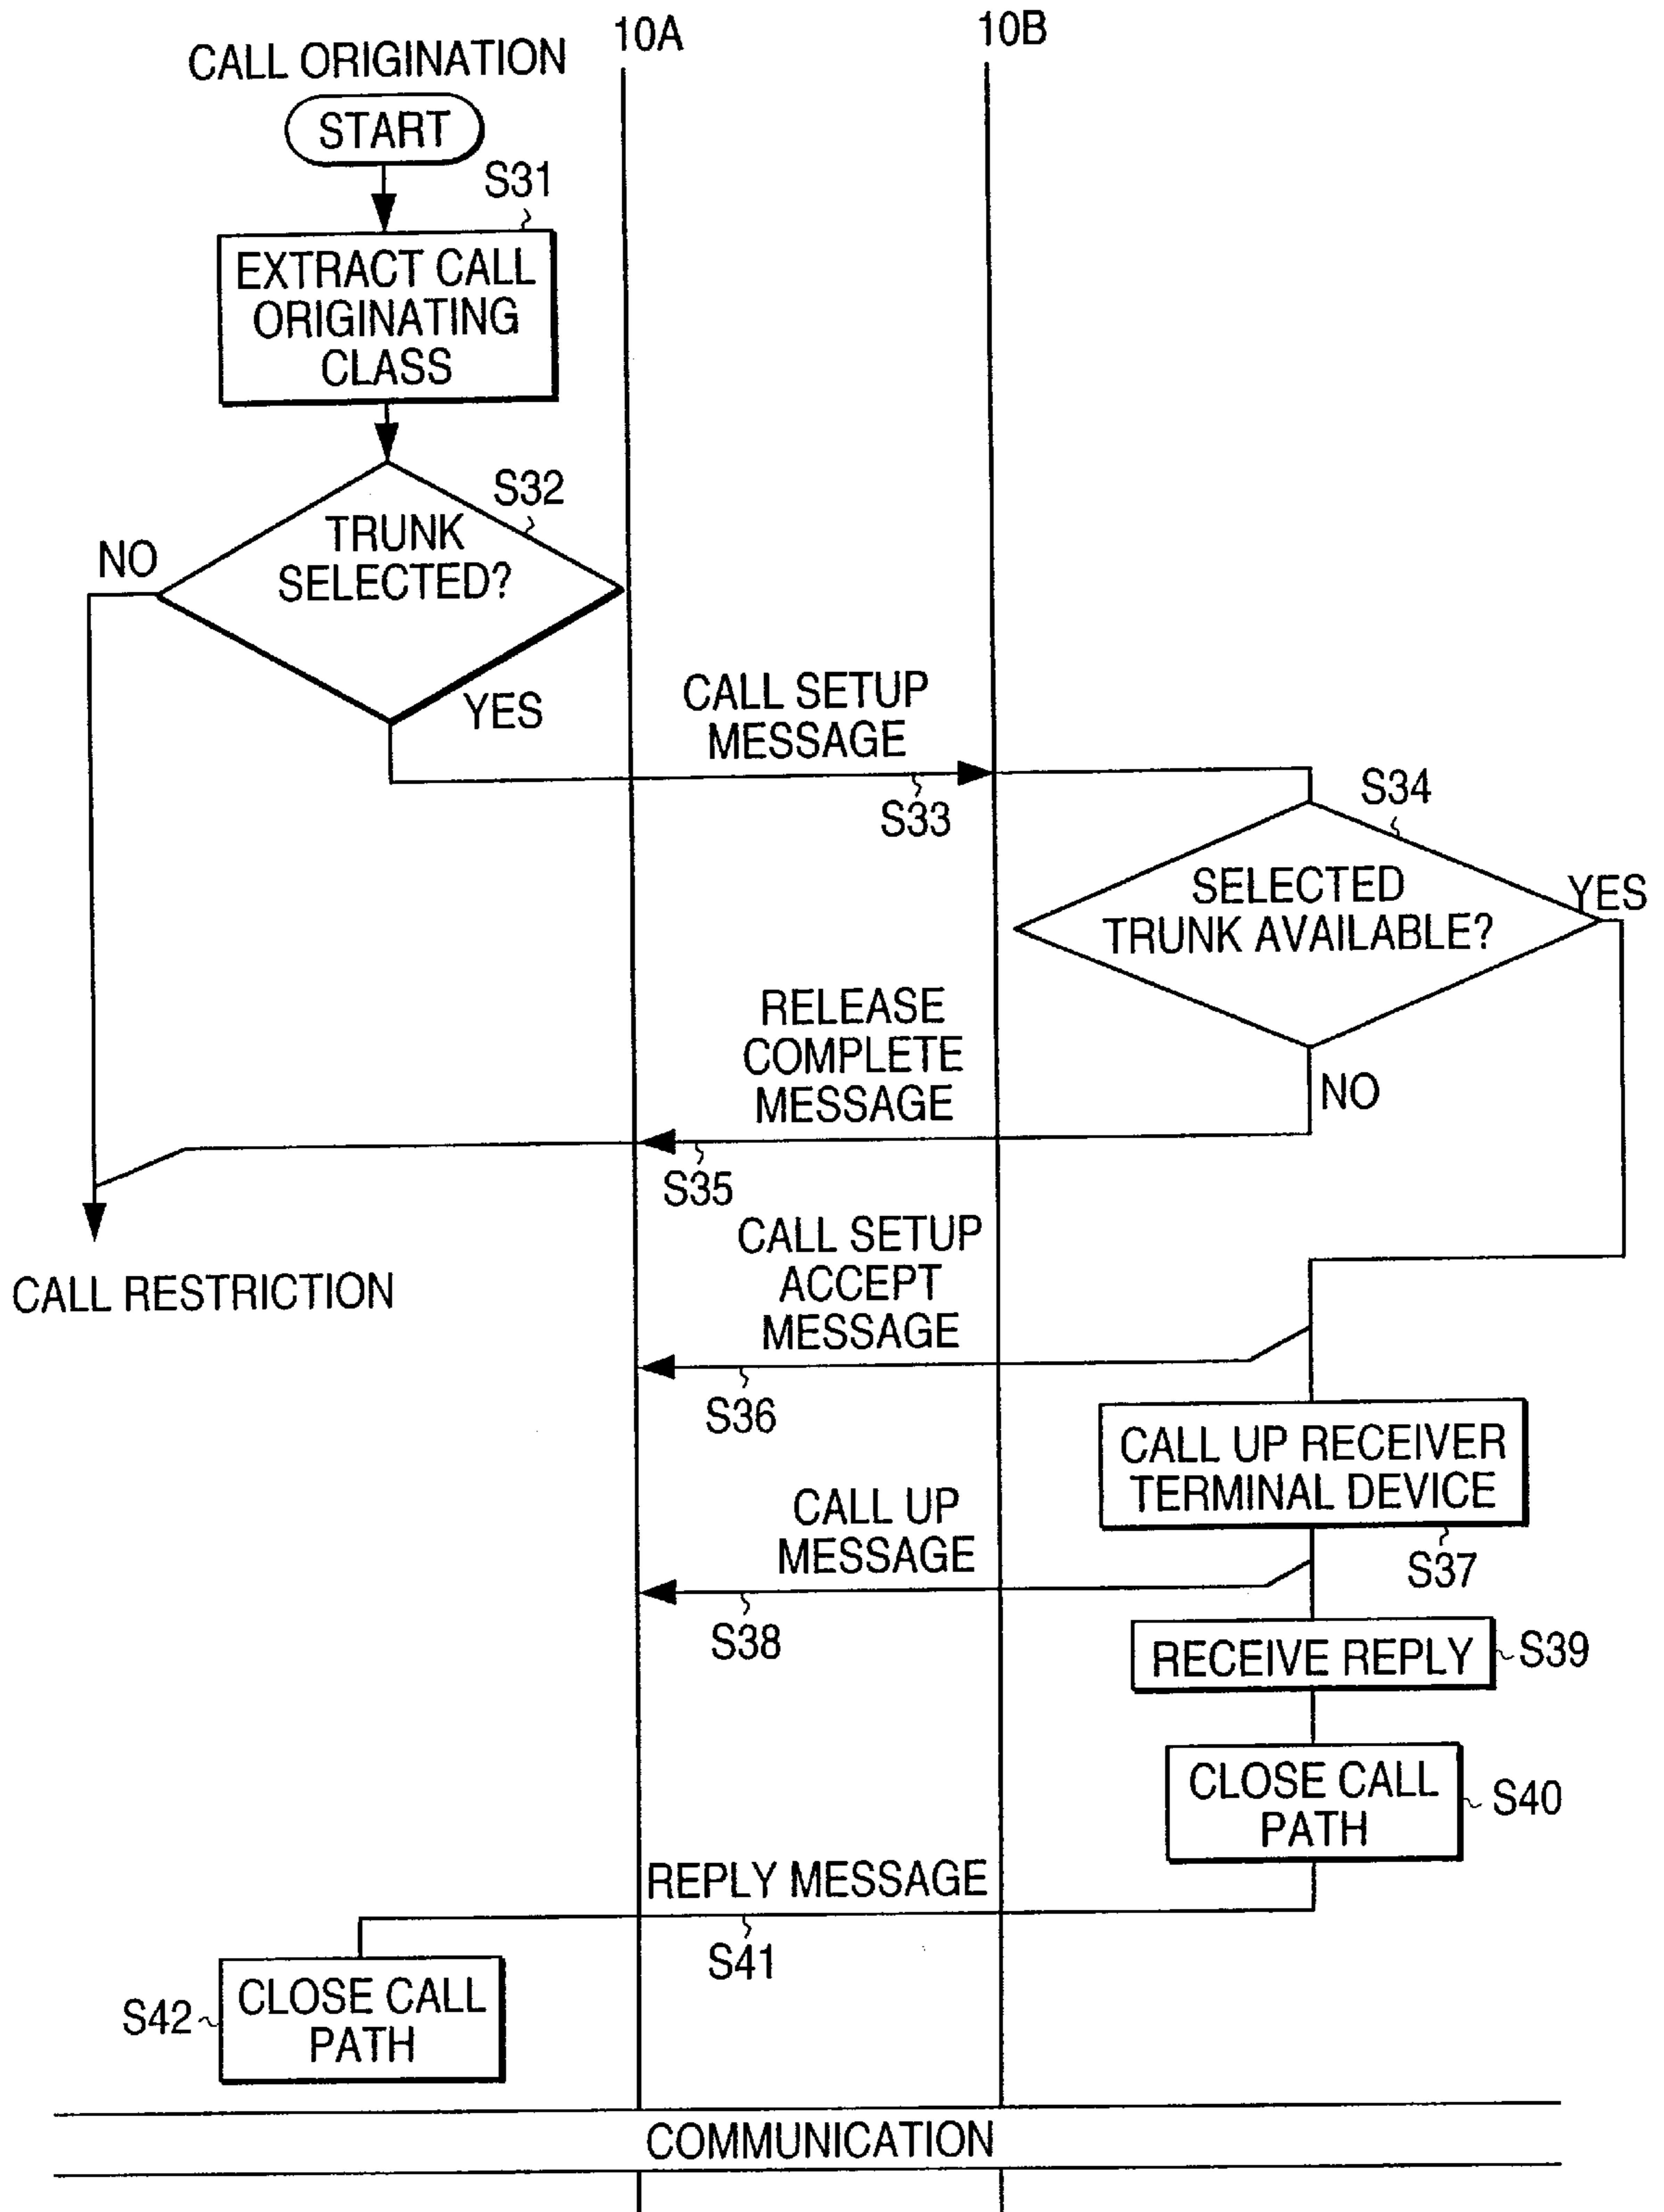 10A
10B
CALL ORIGINATION
START
S31
EXTRACT CALL
ORIGINATING
CLASS
S32
TRUNK
SELECTED?
NO
YES
CALL SETUP
MESSAGE
S33
S34
SELECTED
TRUNK AVAILABLE?
YES
NO
RELEASE
COMPLETE
MESSAGE
S35
CALL RESTRICTION
CALL SETUP
ACCEPT
MESSAGE
S36
CALL UP RECEIVER
TERMINAL DEVICE
S37
CALL UP
MESSAGE
S38
RECEIVE REPLY
S39
CLOSE CALL
PATH
S40
REPLY MESSAGE
S41
S42
CLOSE CALL
PATH
COMMUNICATION